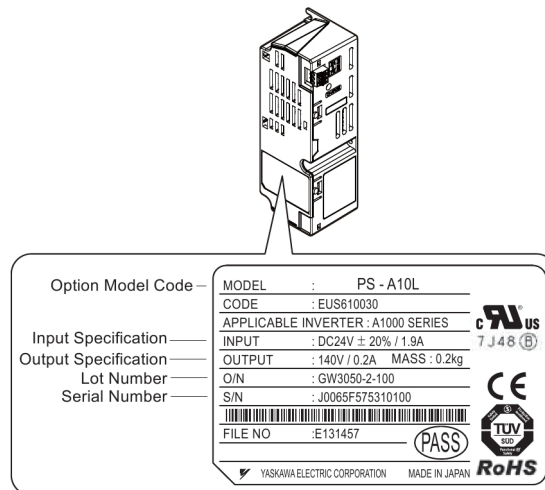 Option Model Code
Input Specification
Output Specification
Lot Number
Serial Number
MODEL : PS - A10L
CODE : EUS610030
APPLICABLE INVERTER : A1000 SERIES
INPUT : DC24V ± 20% / 1.9A
OUTPUT : 140V / 0.2A MASS : 0.2kg
O/N : GW3050-2-100
S/N : J0065F575310100
FILE NO :E131457
PASS
YASKAWA ELECTRIC CORPORATION MADE IN JAPAN
c US
7J48 B
CE
TÜV
SÜD
RoHS